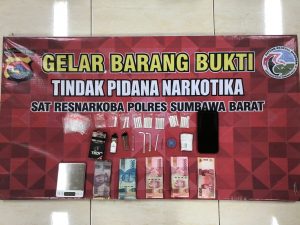 GELAR BARANG BUKTI
TINDAK PIDANA NARKOTIKA
SAT RESNARKOBA POLRES SUMBAWA BARAT